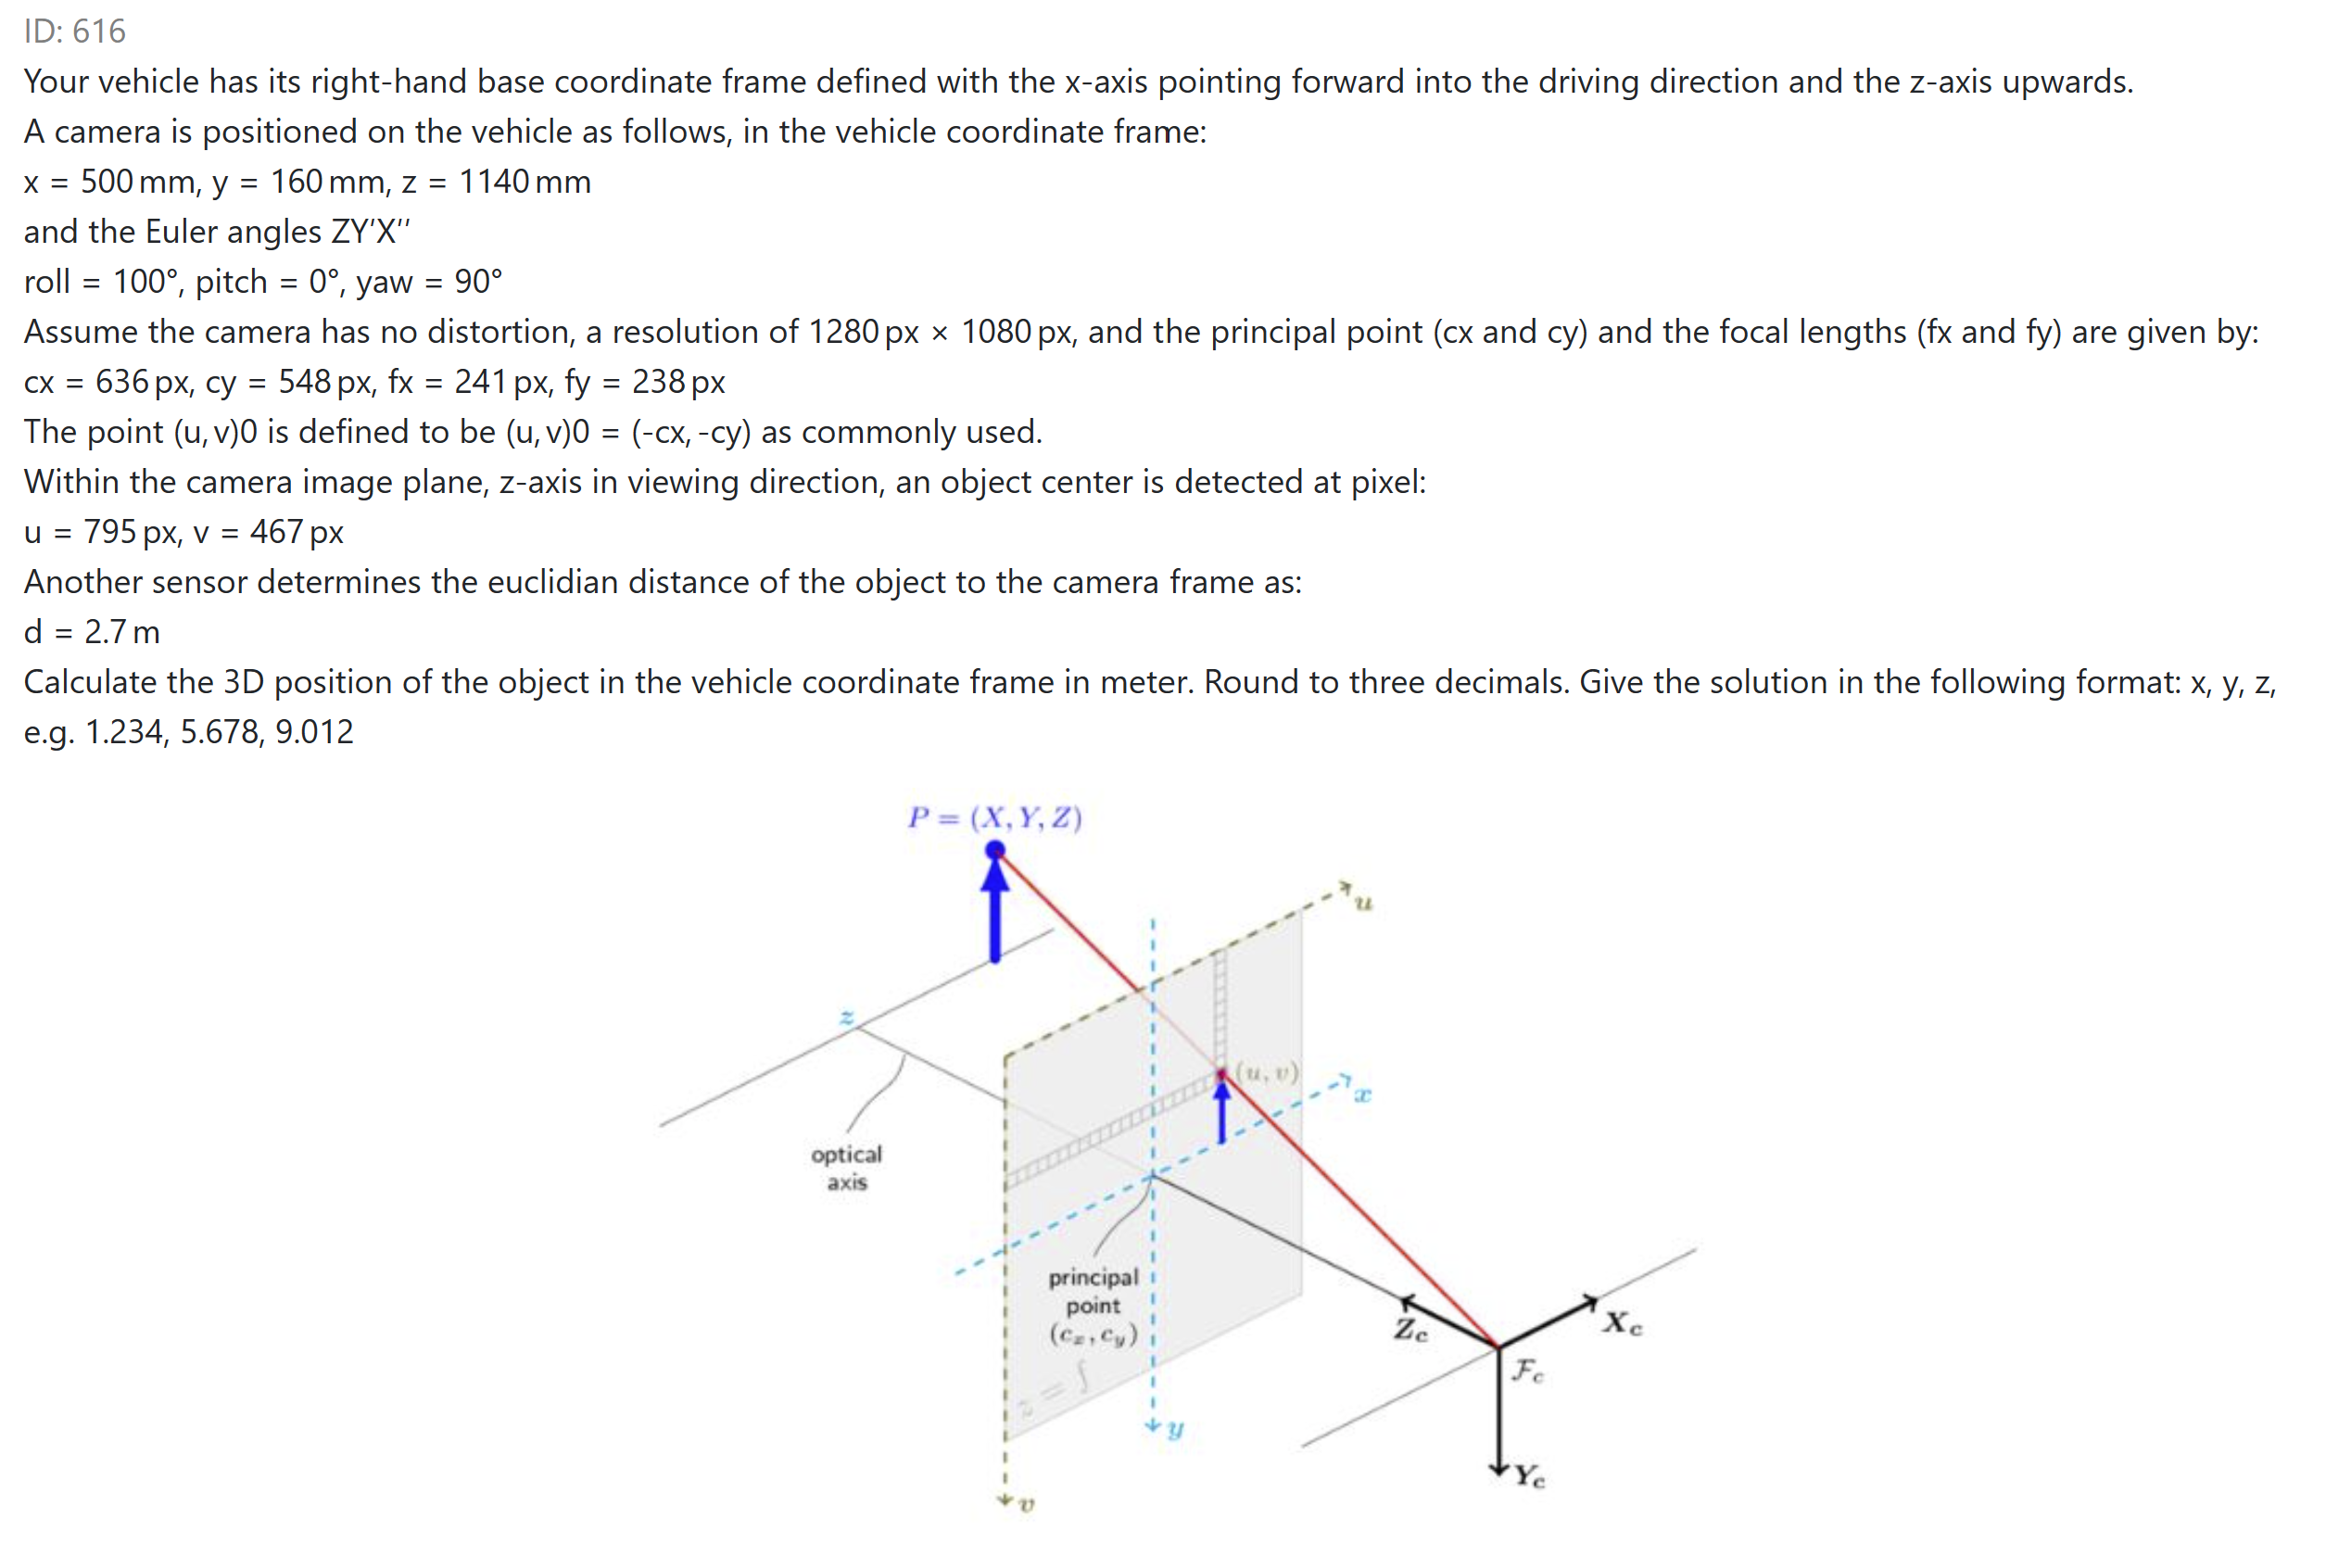 ID: 616
Your vehicle has its right-hand base coordinate frame defined with the x-axis pointing forward into the driving direction and the z-axis upwards.
A camera is positioned on the vehicle as follows, in the vehicle coordinate frame:
x = 500 mm, y = 160 mm, z = 1140 mm
and the Euler angles ZY'X''
roll = 100°, pitch = 0°, yaw = 90°
Assume the camera has no distortion, a resolution of 1280 px × 1080 px, and the principal point (cx and cy) and the focal lengths (fx and fy) are given by:
cx = 636 px, cy = 548 px, fx = 241 px, fy = 238 px
The point (u, v)0 is defined to be (u, v)0 = (-cx, -cy) as commonly used.
Within the camera image plane, z-axis in viewing direction, an object center is detected at pixel:
u = 795 px, v = 467 px
Another sensor determines the euclidian distance of the object to the camera frame as:
d = 2.7 m
Calculate the 3D position of the object in the vehicle coordinate frame in meter. Round to three decimals. Give the solution in the following format: x, y, z,
e.g. 1.234, 5.678, 9.012
P = (X, Y, Z)
u
z
(u, v)
x
optical
axis
principal
point
(cx, cy)
z = f
Zc
Xc
Fc
y
Yc
v